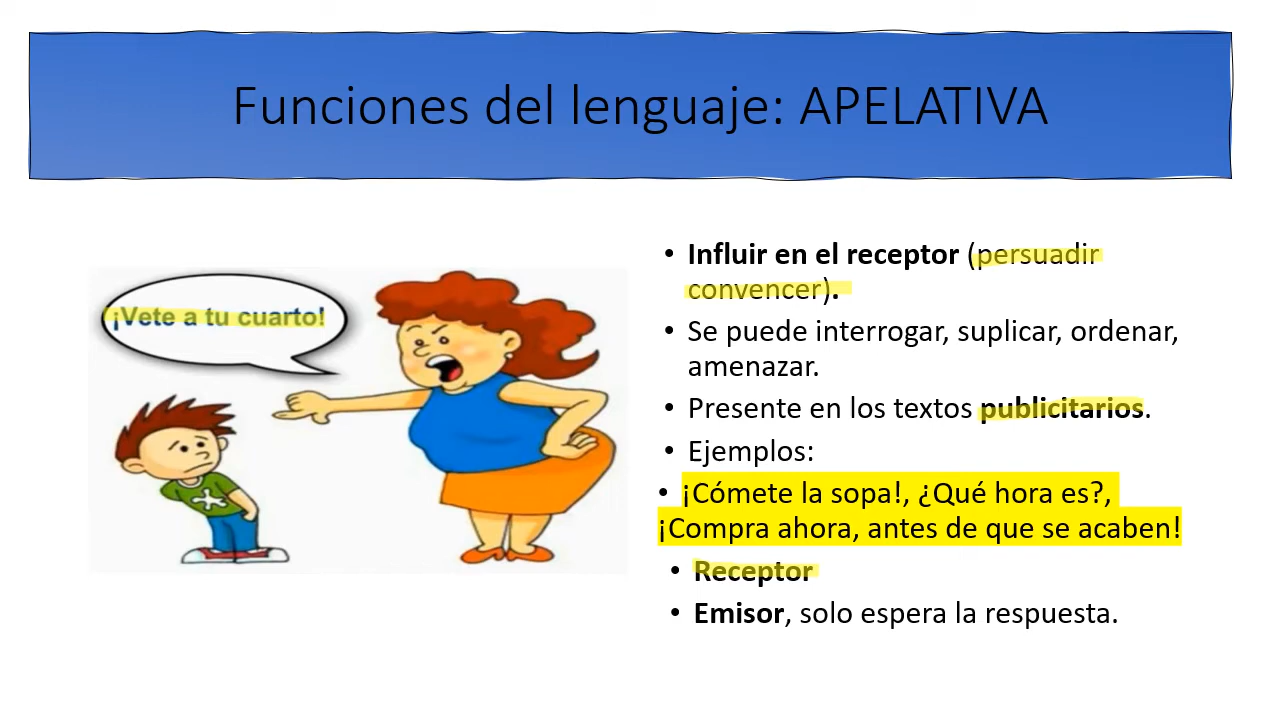 Funciones del lenguaje: APELATIVA
¡Vete a tu cuarto!
• Influir en el receptor (persuadir
convencer).
• Se puede interrogar, suplicar, ordenar,
amenazar.
• Presente en los textos publicitarios.
• Ejemplos:
• ¡Cómete la sopa!, ¿Qué hora es?,
¡Compra ahora, antes de que se acaben!
• Receptor
• Emisor, solo espera la respuesta.